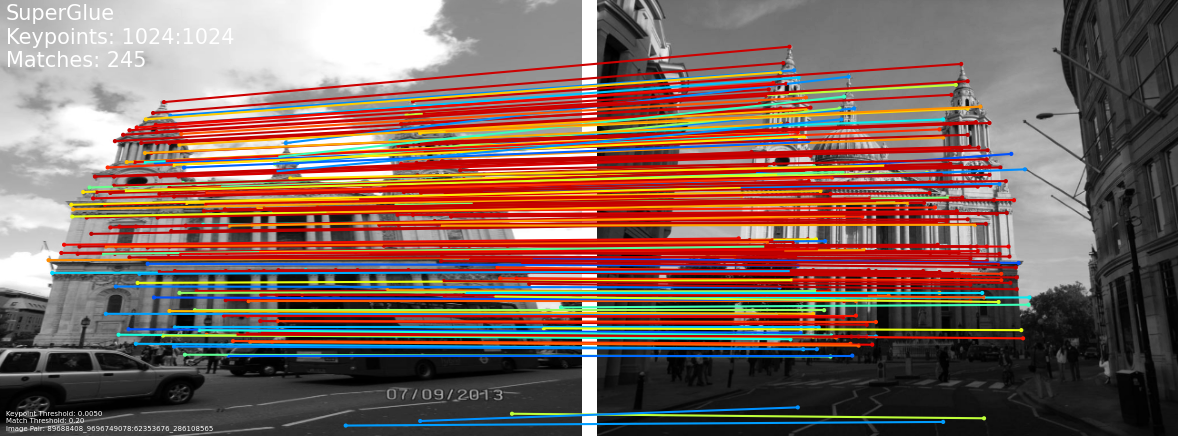 SuperGlue
Keypoints: 1024:1024
Matches: 245
07/09/2013
Keypoint Threshold: 0.0050
Match Threshold: 0.20
Image Pair: 89688408_9696749078:62353676_286108565